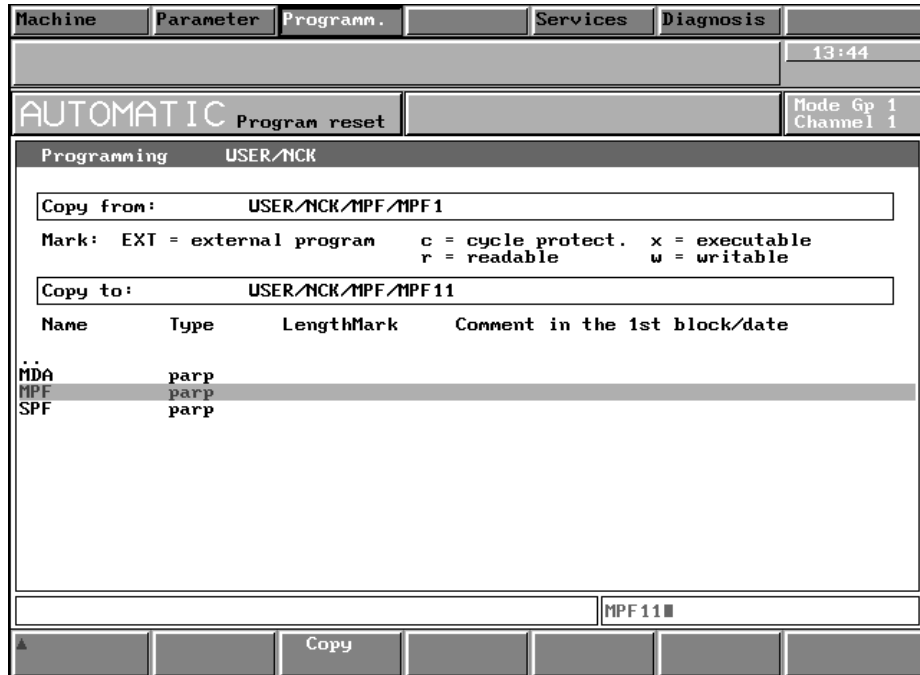 Machine Parameter Programm. Services Diagnosis
13:44
AUTOMATIC Program reset
Mode Gp 1
Channel 1
Programming USER/NCK
Copy from: USER/NCK/MPF/MPF1
Mark: EXT = external program c = cycle protect. x = executable
r = readable w = writable
Copy to: USER/NCK/MPF/MPF11
Name Type LengthMark Comment in the 1st block/date
..
MDA parp
MPF parp
SPF parp
MPF11
Copy